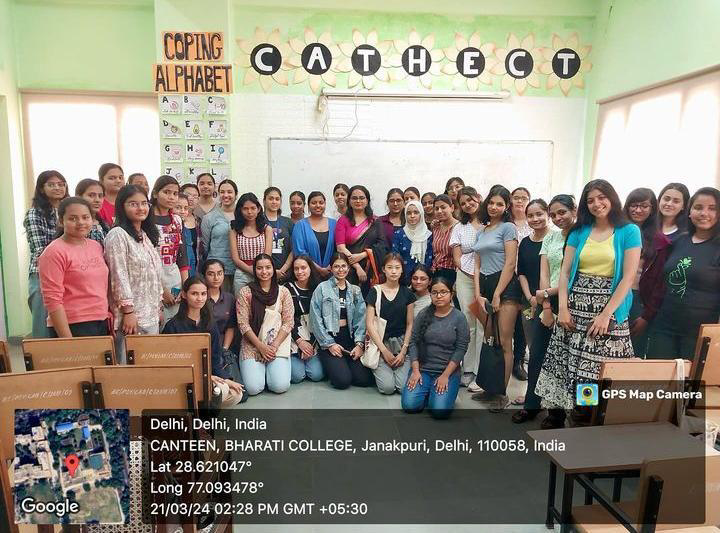 COPING
ALPHABET
CATHECT
A B C
D E F
G H I
J K L
GPS Map Camera
Google
Delhi, Delhi, India
CANTEEN, BHARATI COLLEGE, Janakpuri, Delhi, 110058, India
Lat 28.621047°
Long 77.093478°
21/03/24 02:28 PM GMT +05:30